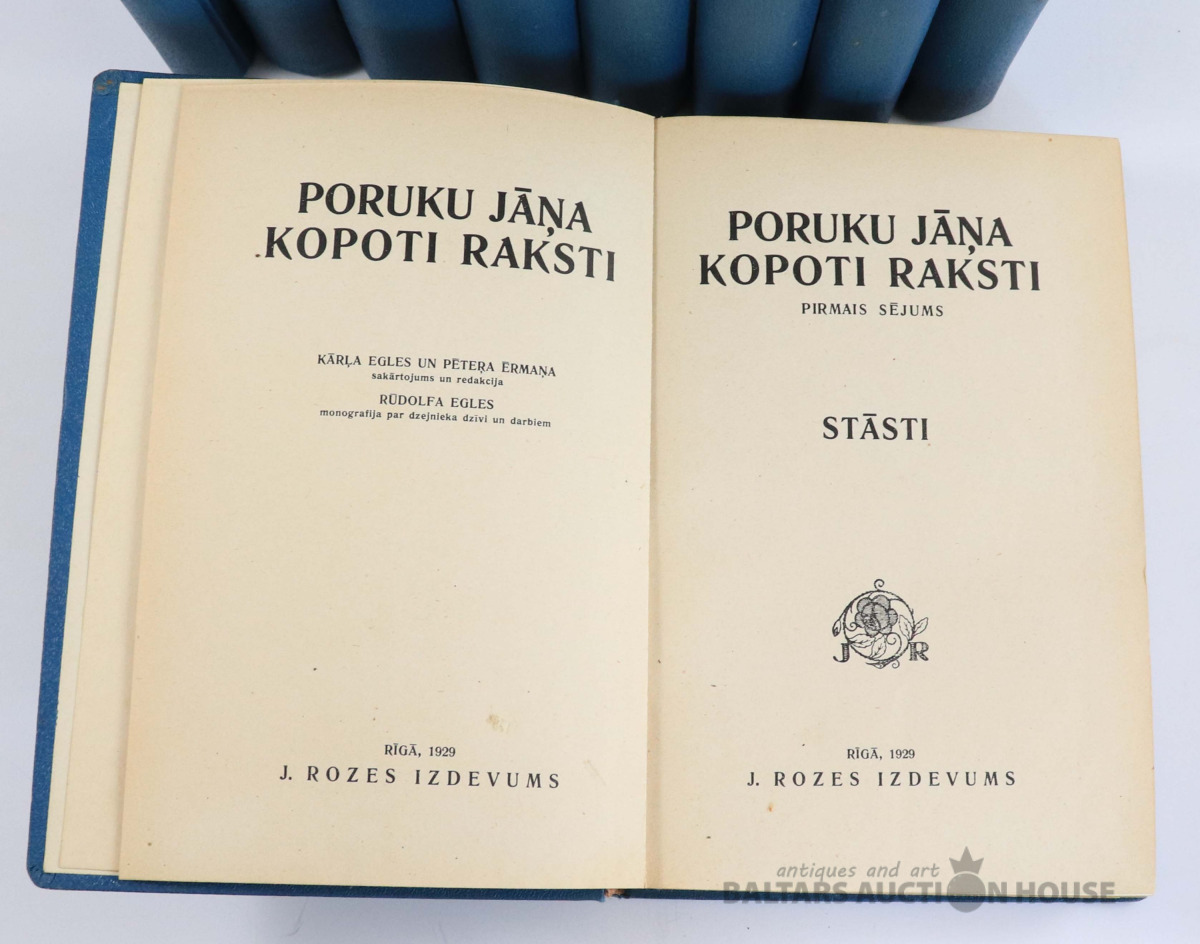 PORUKU JĀŅA
KOPOTI RAKSTI
KĀRĻA EGLES UN PĒTEŖA ĒRMAŅA
sakārtojums un redakcija
RŪDOLFA EGLES
monografija par dzejnieka dzīvi un darbiem
RĪGĀ, 1929
J. ROZES IZDEVUMS
PORUKU JĀŅA
KOPOTI RAKSTI
PIRMAIS SĒJUMS
STĀSTI
J R
RĪGĀ, 1929
J. ROZES IZDEVUMS
antiques and art
BALTARS AUCTION HOUSE